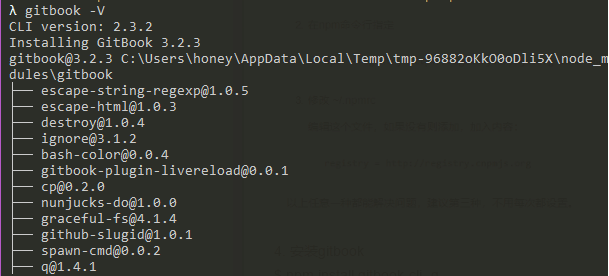 λ gitbook -V
CLI version: 2.3.2
Installing GitBook 3.2.3
gitbook@3.2.3 C:\Users\honey\AppData\Local\Temp\tmp-96882oKkO0oDli5X\node_m
dules\gitbook
├── escape-string-regexp@1.0.5
├── escape-html@1.0.3
├── destroy@1.0.4
├── ignore@3.1.2
├── bash-color@0.0.4
├── gitbook-plugin-livereload@0.0.1
├── cp@0.2.0
├── nunjucks-do@1.0.0
├── graceful-fs@4.1.4
├── github-slugid@1.0.1
├── spawn-cmd@0.0.2
├── q@1.4.1